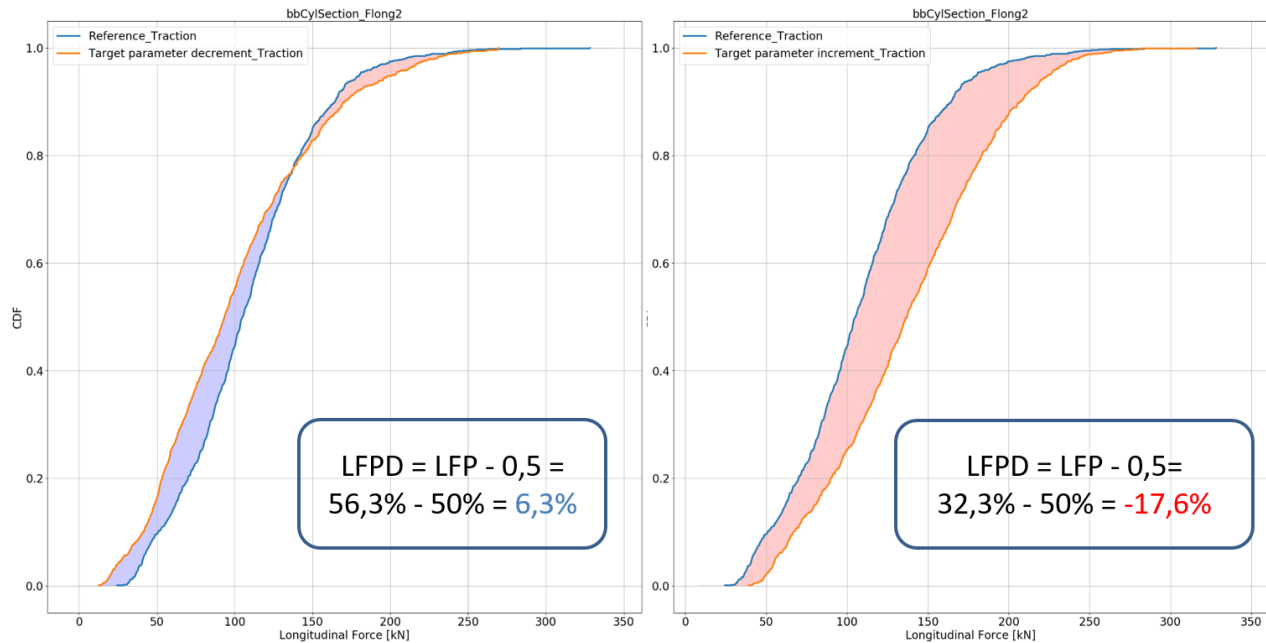 bbCylSection_Flong2
Reference_Traction
Target parameter decrement_Traction
1.0
0.8
0.6
0.4
0.2
0.0
CDF
LFPD = LFP - 0,5 =
56,3% - 50% = 6,3%
0 50 100 150 200 250 300 350
Longitudinal Force [kN]
bbCylSection_Flong2
Reference_Traction
Target parameter increment_Traction
1.0
0.8
0.6
0.4
0.2
0.0
LFPD = LFP - 0,5=
32,3% - 50% = -17,6%
0 50 100 150 200 250 300 350
Longitudinal Force [kN]